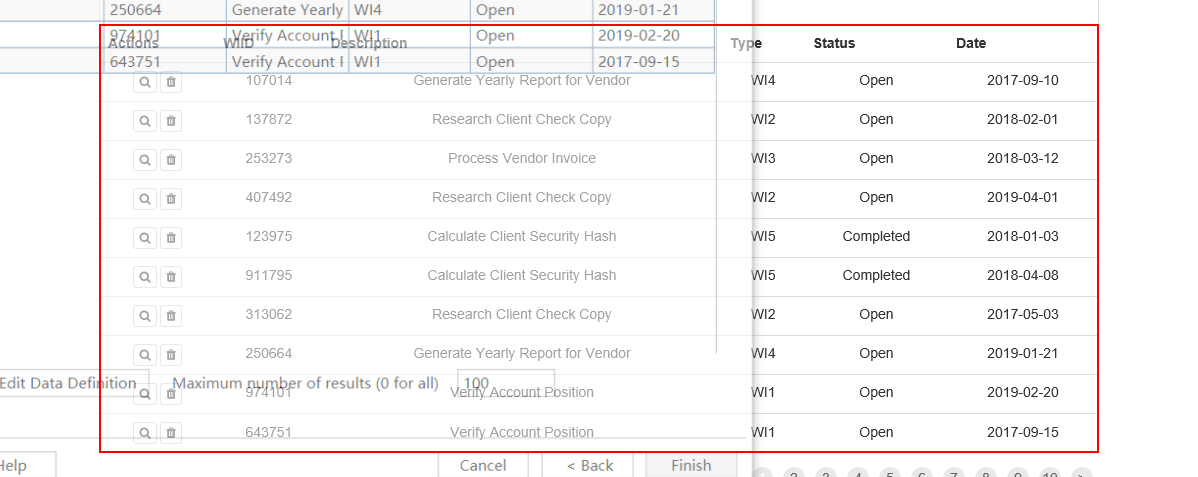 250664 Generate Yearly WI4 Open 2019-01-21
974101 Verify Account WI1 Open 2019-02-20
Actions WIID Description Type Status Date
643751 Verify Account WI1 Open 2017-09-15
107014 Generate Yearly Report for Vendor WI4 Open 2017-09-10
137872 Research Client Check Copy WI2 Open 2018-02-01
253273 Process Vendor Invoice WI3 Open 2018-03-12
407492 Research Client Check Copy WI2 Open 2019-04-01
123975 Calculate Client Security Hash WI5 Completed 2018-01-03
911795 Calculate Client Security Hash WI5 Completed 2018-04-08
313062 Research Client Check Copy WI2 Open 2017-05-03
250664 Generate Yearly Report for Vendor WI4 Open 2019-01-21
Edit Data Definition Maximum number of results (0 for all) 100
974101 Verify Account Position WI1 Open 2019-02-20
643751 Verify Account Position WI1 Open 2017-09-15
Help Cancel < Back Finish
2 3 4 5 6 7 8 9 10 >